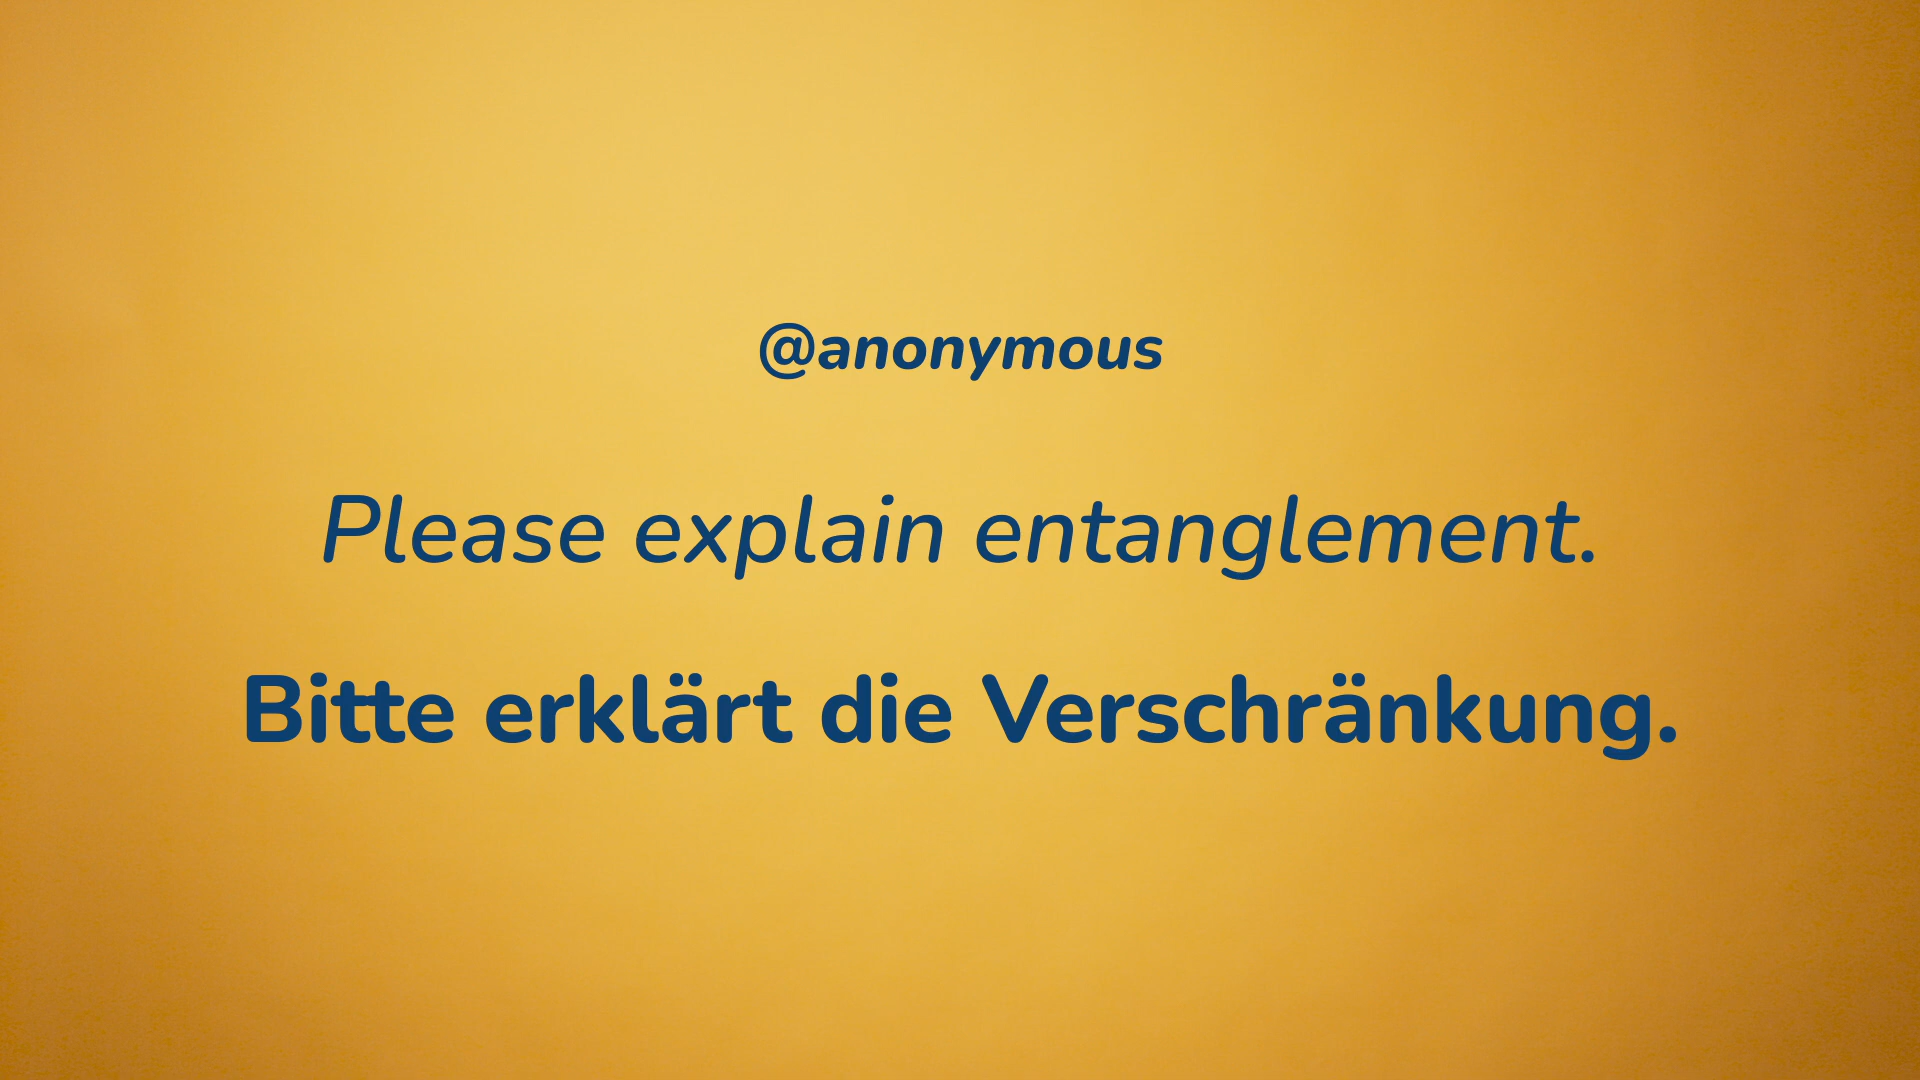 @anonymous
Please explain entanglement.
Bitte erklärt die Verschränkung.